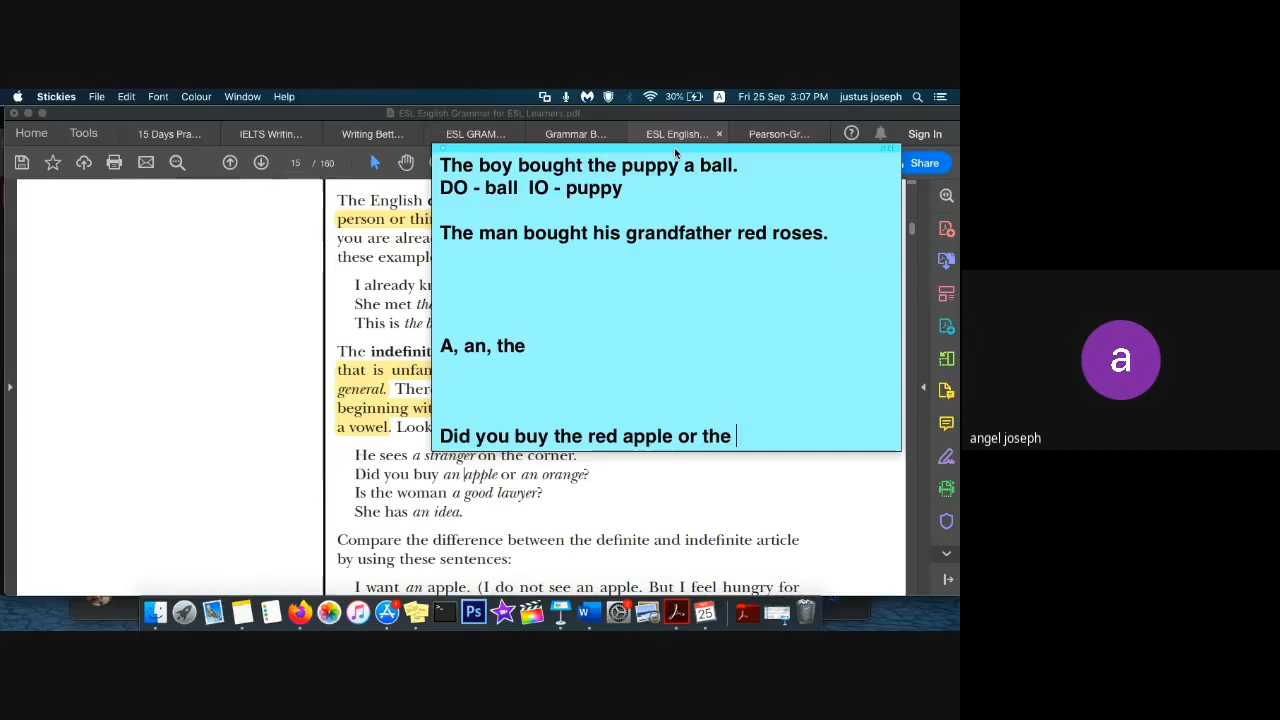 Stickies File Edit Font Colour Window Help 30% A Fri 25 Sep 3:07 PM justus joseph
ESL English Grammar for ESL Learners.pdf
Home Tools 15 Days Pra... IELTS Writin... Writing Bett... ESL GRAM... Grammar B... ESL English... × Pearson-Gr... Sign In
15 / 160 Share
The boy bought the puppy a ball.
DO - ball IO - puppy
The man bought his grandfather red roses.
A, an, the
Did you buy the red apple or the
The English
person or thi
you are alrea
these example
I already k
She met the
This is the b
The indefinit
that is unfan
general. Ther
beginning wit
a vowel. Look
He sees a stranger on the corner.
Did you buy an apple or an orange?
Is the woman a good lawyer?
She has an idea.
Compare the difference between the definite and indefinite article
by using these sentences:
I want an apple. (I do not see an apple. But I feel hungry for
Ps W 25
a
angel joseph